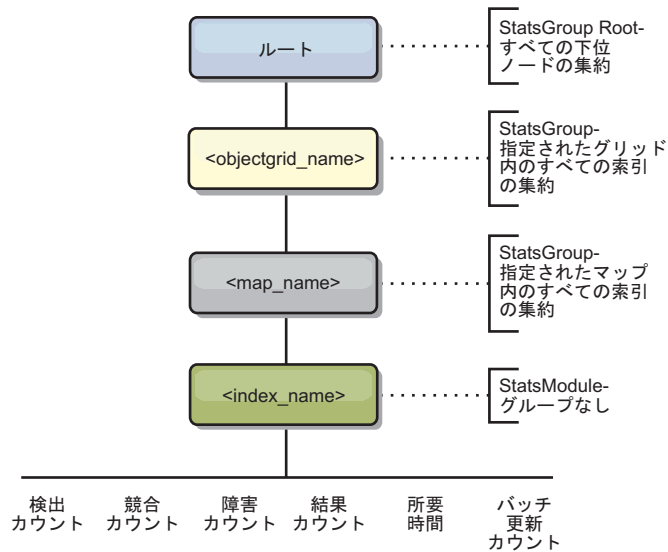 ルート
StatsGroup Root-
すべての下位
ノードの集約
<objectgrid_name>
StatsGroup-
指定されたグリッド
内のすべての索引
の集約
<map_name>
StatsGroup-
指定されたマップ
内のすべての索引
の集約
<index_name>
StatsModule-
グループなし
検出
カウント
競合
カウント
障害
カウント
結果
カウント
所要
時間
バッチ
更新
カウント